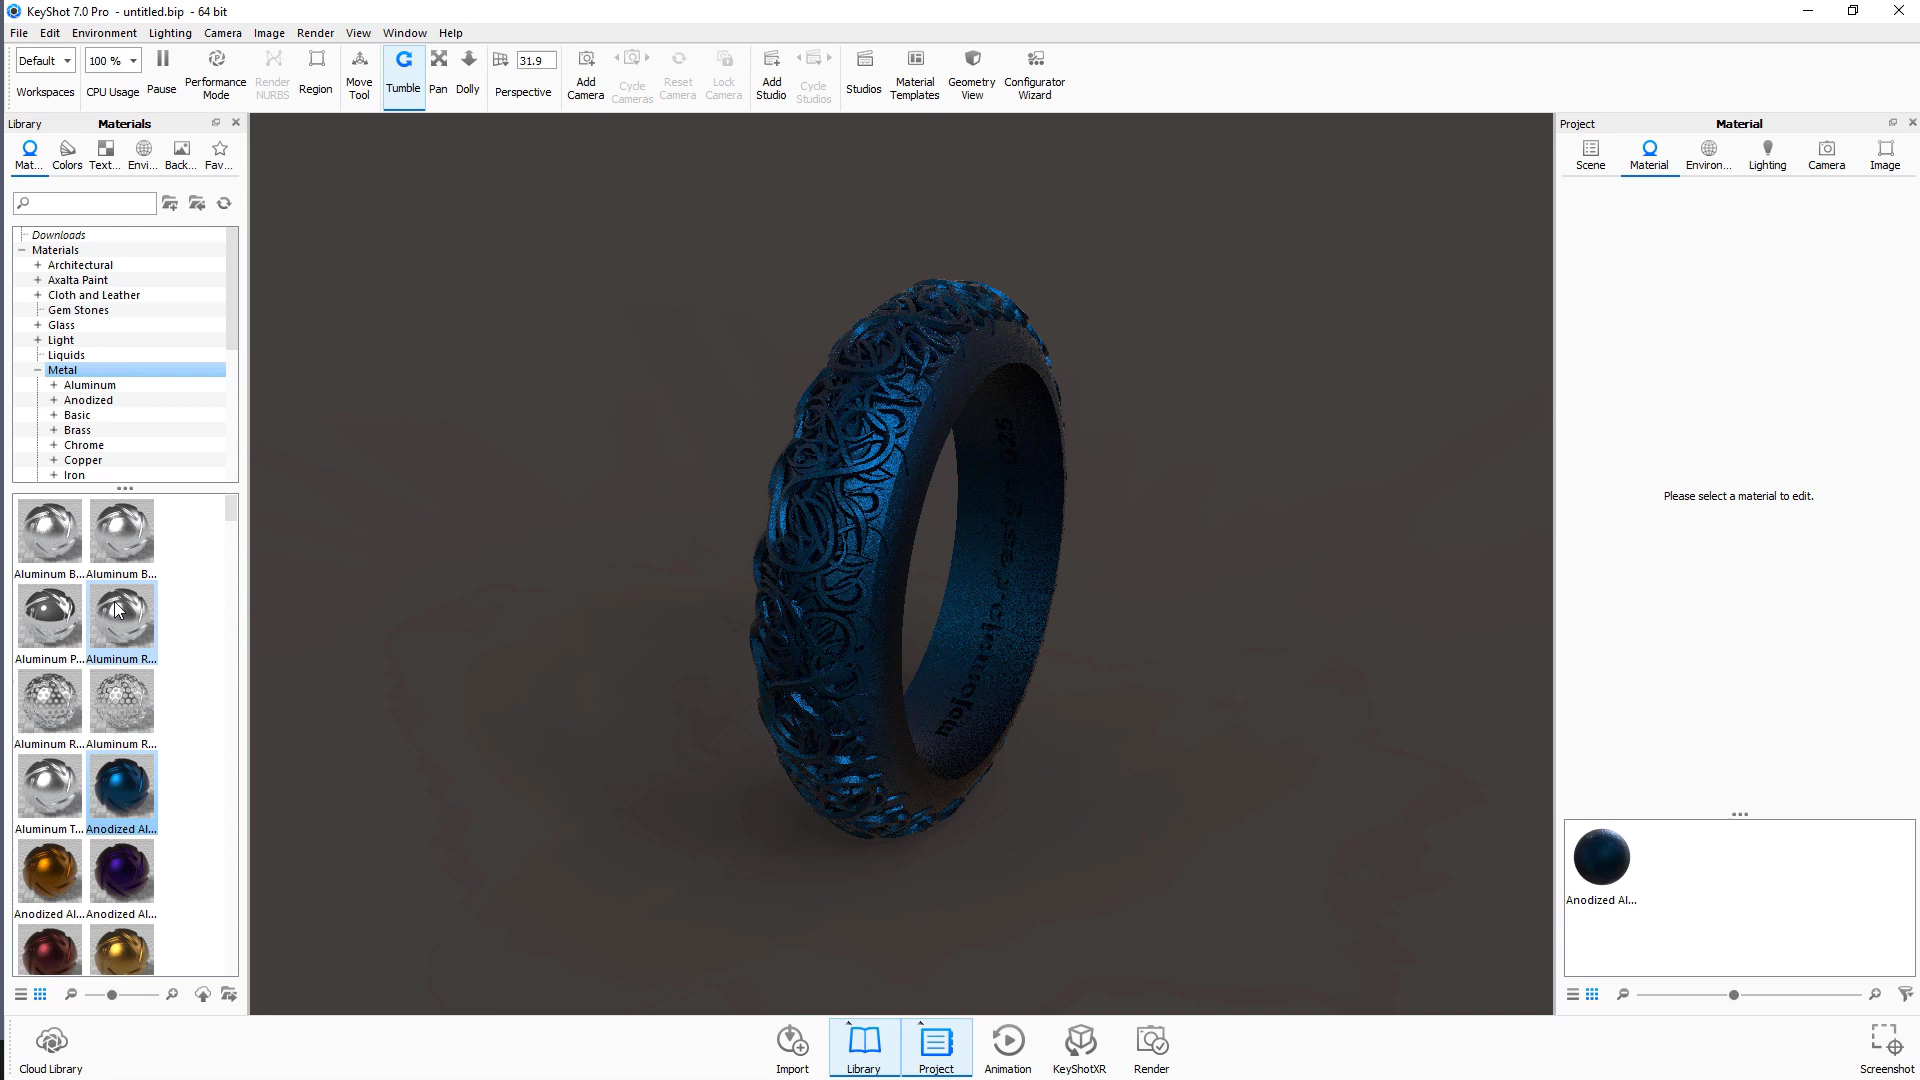 KeyShot 7.0 Pro - untitled.bip - 64 bit
File Edit Environment Lighting Camera Image Render View Window Help
Default 100 % 31.9
Workspaces CPU Usage Pause Performance Mode Render NURBS Region Move Tool Tumble Pan Dolly Perspective Add Camera Cycle Cameras Reset Camera Lock Camera Add Studio Cycle Studios Studios Material Templates Geometry View Configurator Wizard
Library Materials
Mat... Colors Text... Envi... Back... Fav...
Downloads
Materials
Architectural
Axalta Paint
Cloth and Leather
Gem Stones
Glass
Light
Liquids
Metal
Aluminum
Anodized
Basic
Brass
Chrome
Copper
Iron
Aluminum B... Aluminum B...
Aluminum P... Aluminum R...
Aluminum R... Aluminum R...
Aluminum T... Anodized Al...
Anodized Al... Anodized Al...
925
Project Material
Scene Material Environ... Lighting Camera Image
Please select a material to edit.
Anodized Al...
Cloud Library Import Library Project Animation KeyShotXR Render Screenshot